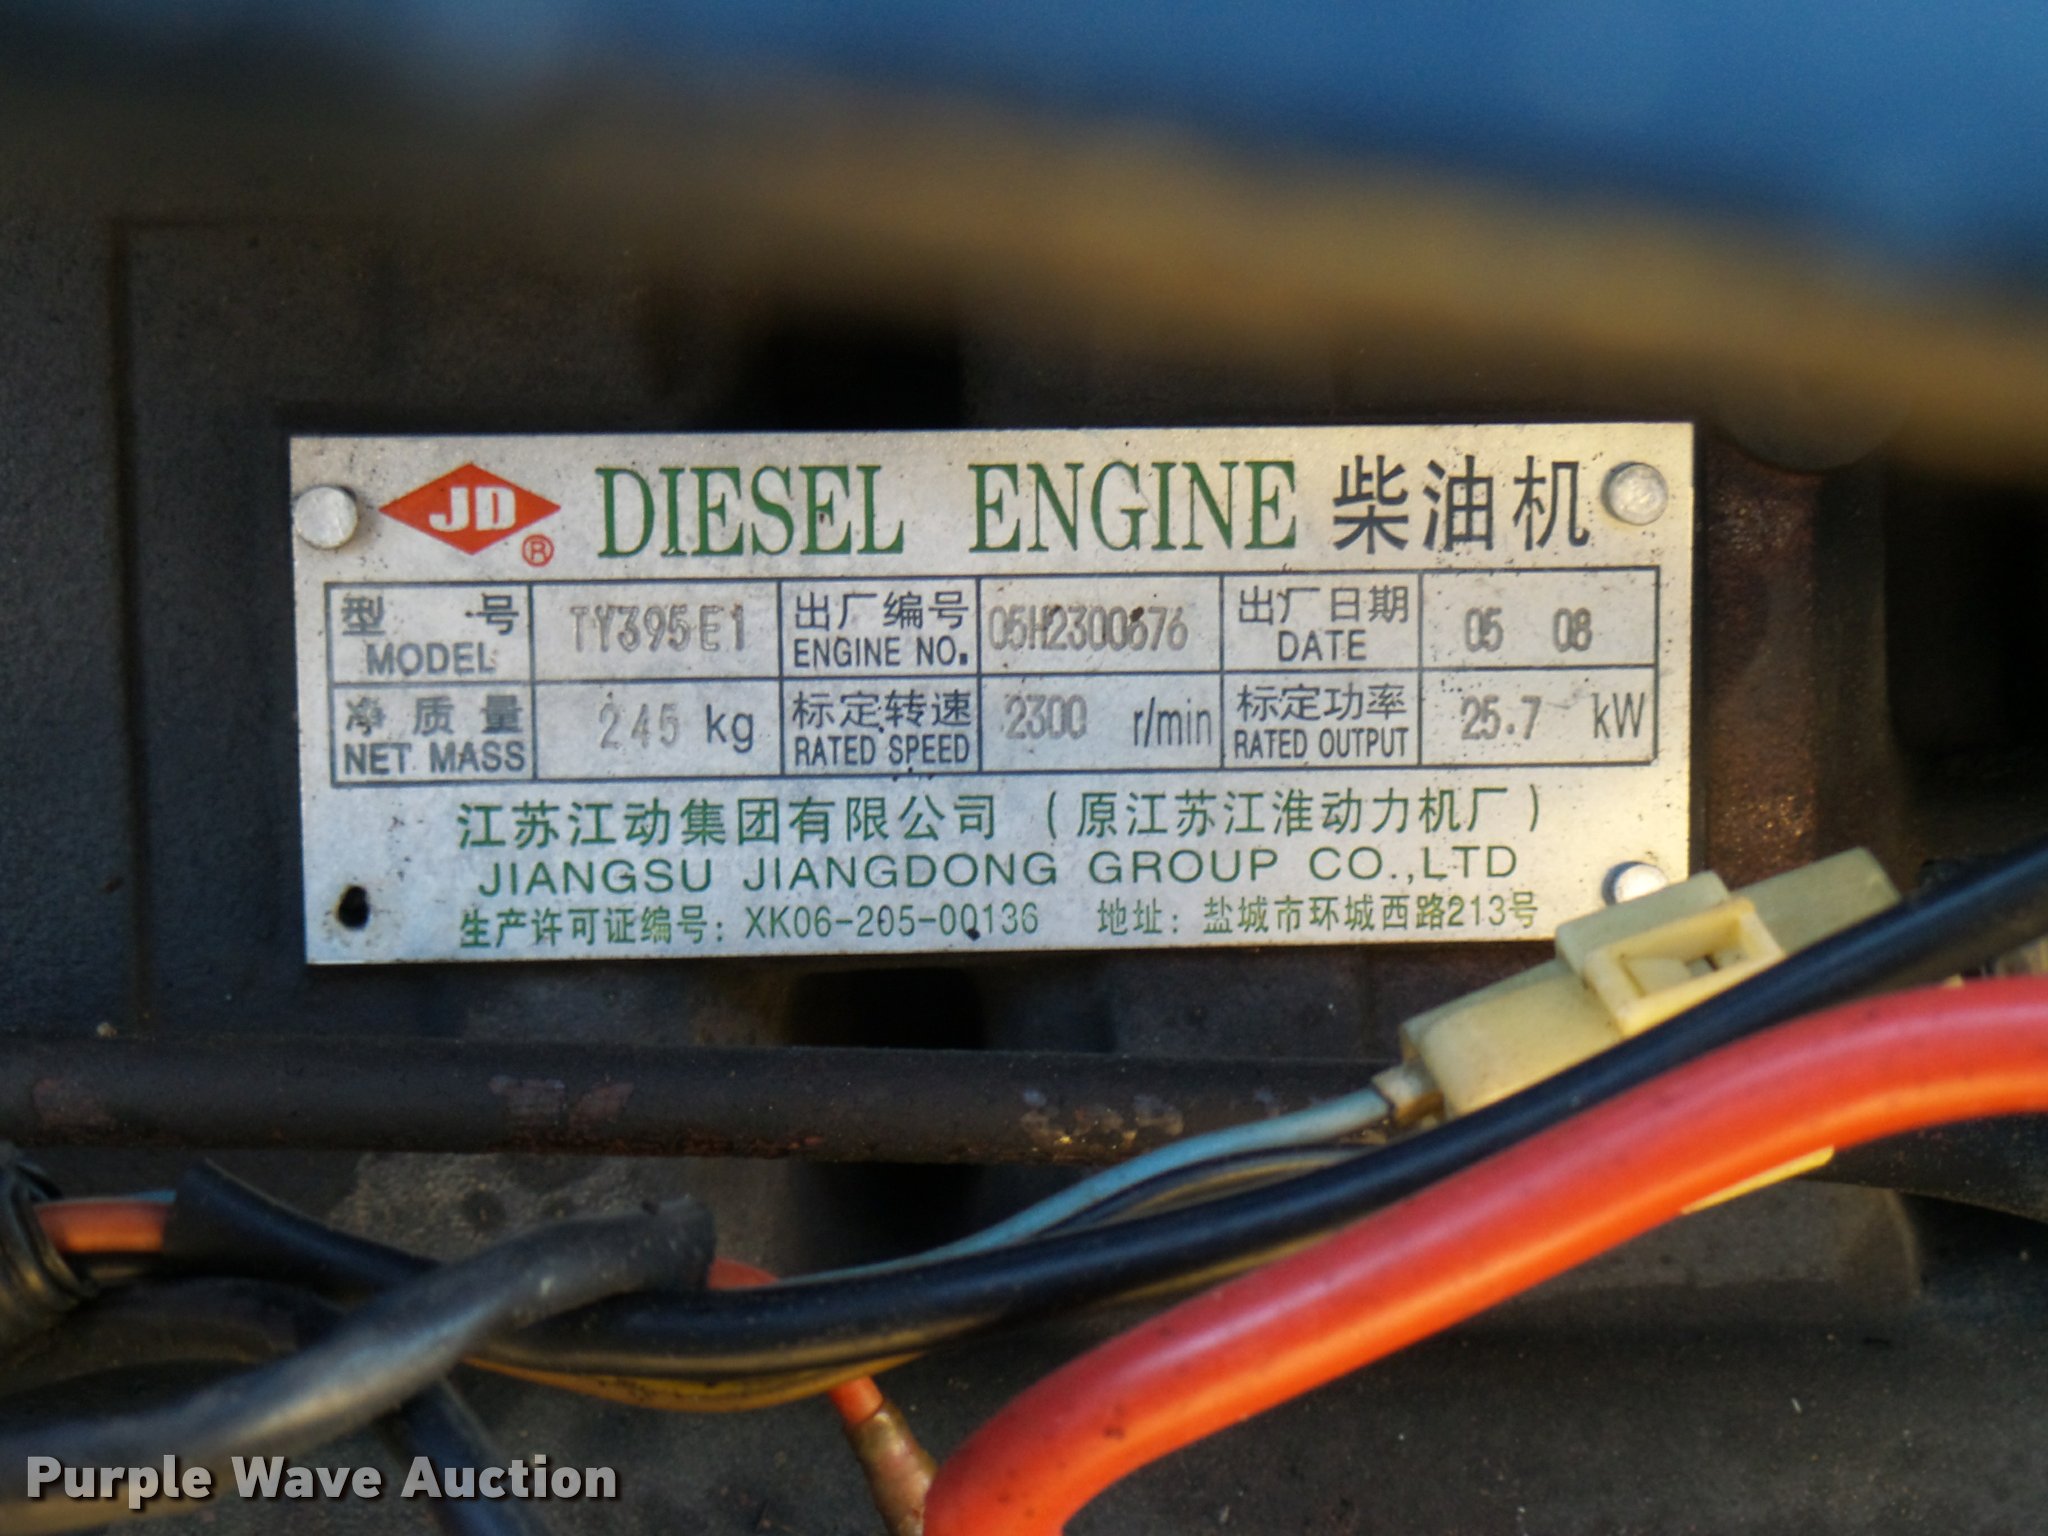 JD ® DIESEL ENGINE 柴油机
型 号 TY395E1 出厂编号 05H2300676 出厂日期 05 08
MODEL ENGINE NO. DATE
净质量 245 kg 标定转速 2300 r/min 标定功率 25.7 kW
NET MASS RATED SPEED RATED OUTPUT
江苏江动集团有限公司(原江苏江淮动力机厂)
JIANGSU JIANGDONG GROUP CO.,LTD
生产许可证编号: XK06-205-00136 地址: 盐城市环城西路213号
Purple Wave Auction